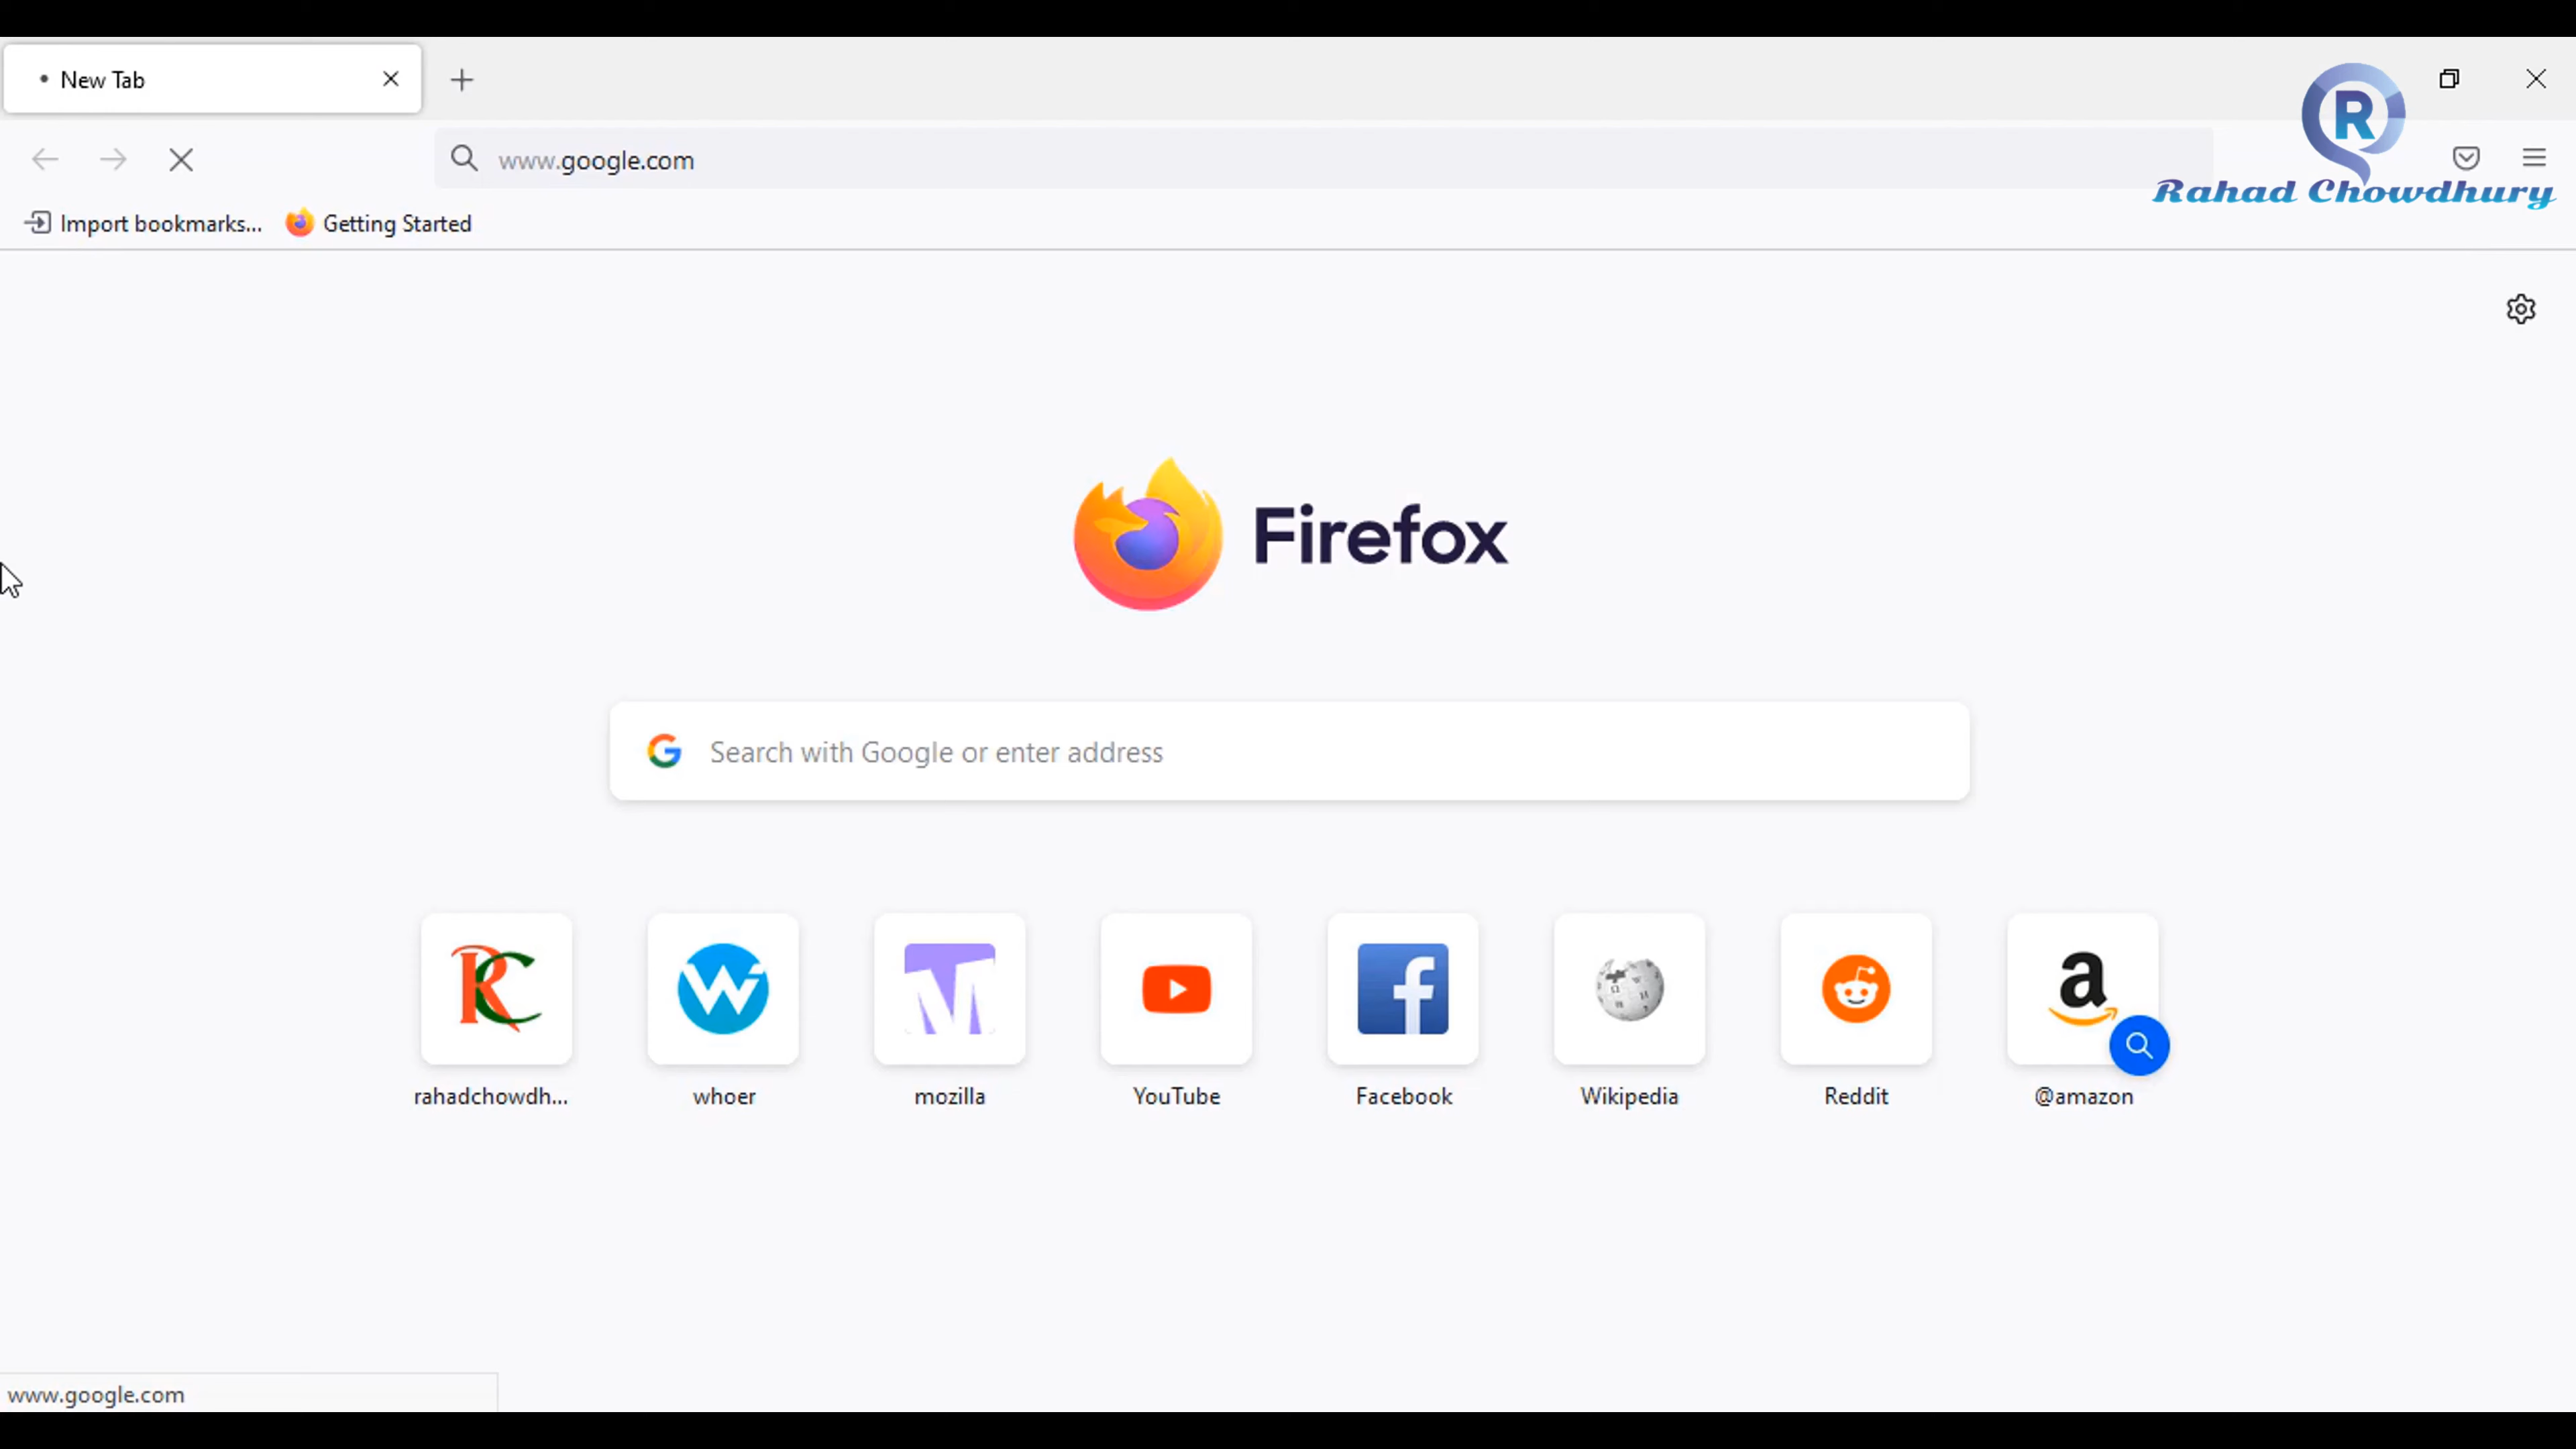 New Tab
www.google.com
R
Rahad Chowdhury
Import bookmarks...
Getting Started
Firefox
Search with Google or enter address
rahadchowdh...
whoer
mozilla
YouTube
Facebook
Wikipedia
Reddit
@amazon
www.google.com